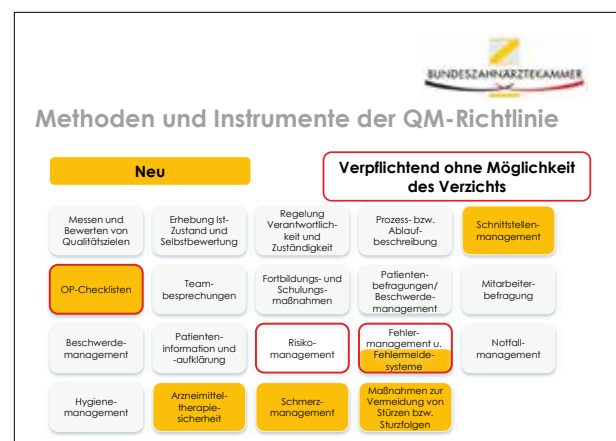 BUNDESZAHNÄRZTEKAMMER
Methoden und Instrumente der QM-Richtlinie
Neu
Verpflichtend ohne Möglichkeit
des Verzichts
Messen und
Bewerten von
Qualitätszielen
Erhebung Ist-
Zustand und
Selbstbewertung
Regelung
Verantwortlich-
keit und
Zuständigkeit
Prozess- bzw.
Ablauf-
beschreibung
Schnittstellen-
management
OP-Checklisten
Team-
besprechungen
Fortbildungs- und
Schulungs-
maßnahmen
Patienten-
befragungen/
Beschwerde-
management
Mitarbeiter-
befragung
Beschwerde-
management
Patienten-
information und
-aufklärung
Risiko-
management
Fehler-
management u.
Fehlermelde-
systeme
Notfall-
management
Hygiene-
management
Arzneimittel-
therapie-
sicherheit
Schmerz-
management
Maßnahmen zur
Vermeidung von
Stürzen bzw.
Sturzfolgen